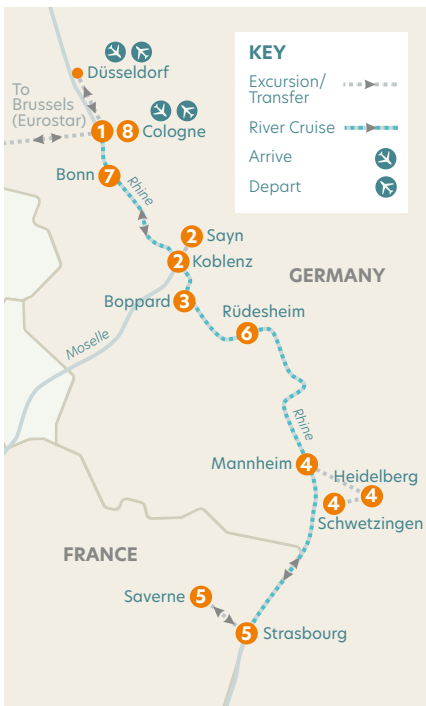 Düsseldorf
To
Brussels
(Eurostar)
1 8 Cologne
Bonn 7
Rhine
2 Sayn
2 Koblenz
Boppard 3
GERMANY
Rüdesheim
6
Moselle
Rhine
Mannheim 4
Heidelberg
4
4
Schwetzingen
FRANCE
Saverne 5
5 Strasbourg
KEY
Excursion/
Transfer
River Cruise
Arrive
Depart